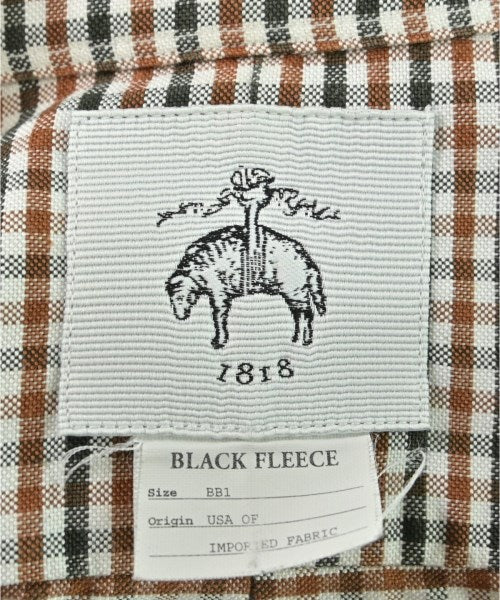 1818
BLACK FLEECE
Size BB1
Origin USA OF
IMPORTED FABRIC